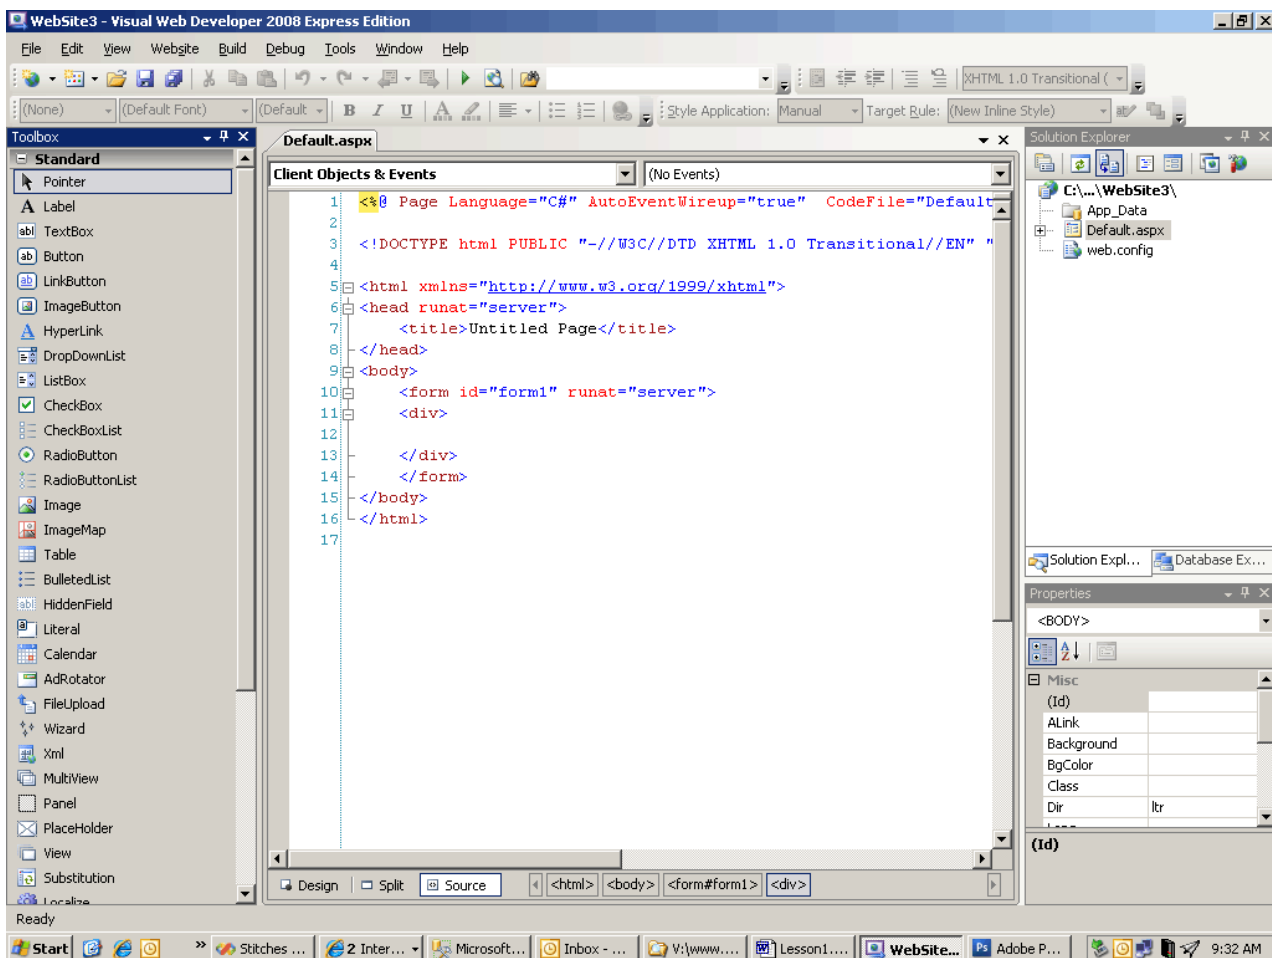 WebSite3 - Visual Web Developer 2008 Express Edition
File Edit View Website Build Debug Tools Window Help
XHTML 1.0 Transitional (
(None) (Default Font) (Default B I U A Style Application: Manual Target Rule: (New Inline Style)
Toolbox
Standard
Pointer
A Label
abl TextBox
ab Button
ab LinkButton
ImageButton
A HyperLink
DropDownList
ListBox
CheckBox
CheckBoxList
RadioButton
RadioButtonList
Image
ImageMap
Table
BulletedList
abl HiddenField
Literal
Calendar
AdRotator
FileUpload
Wizard
Xml
MultiView
Panel
PlaceHolder
View
Substitution
Localize
Default.aspx
Client Objects & Events (No Events)
1 <%@ Page Language="C#" AutoEventWireup="true" CodeFile="Default
2
3 <!DOCTYPE html PUBLIC "-//W3C//DTD XHTML 1.0 Transitional//EN" "
4
5 <html xmlns="http://www.w3.org/1999/xhtml">
6 <head runat="server">
7 <title>Untitled Page</title>
8 </head>
9 <body>
10 <form id="form1" runat="server">
11 <div>
12
13 </div>
14 </form>
15 </body>
16 </html>
17
Design Split Source <html> <body> <form#form1> <div>
Solution Explorer
C:\...\WebSite3\
App_Data
Default.aspx
web.config
Solution Expl... Database Ex...
Properties
<BODY>
A Z
Misc
(Id)
ALink
Background
BgColor
Class
Dir ltr
(Id)
Ready
Start » Stitches ... 2 Inter... Microsoft... Inbox - ... V:\www.... Lesson1.... WebSite... Ps Adobe P... 9:32 AM